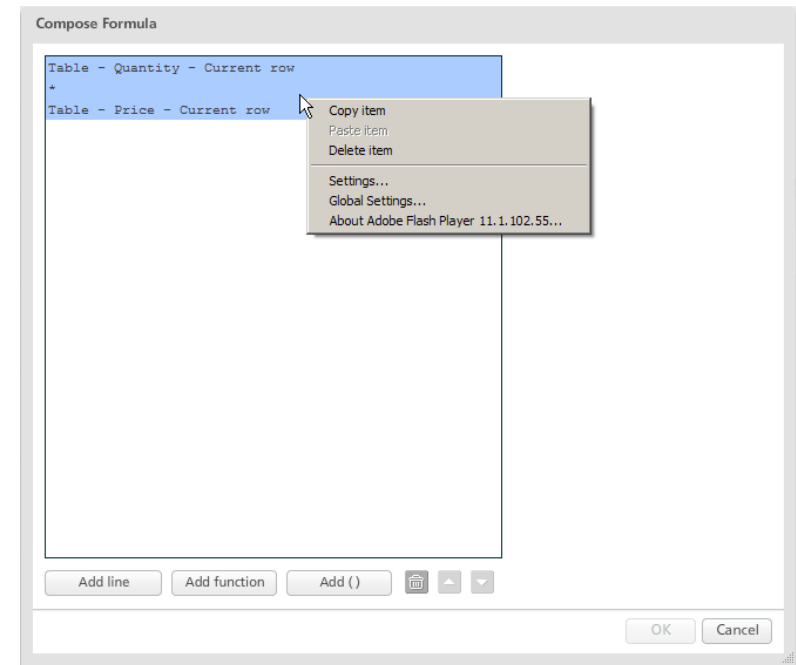 Compose Formula
Table - Quantity - Current row
*
Table - Price - Current row
Copy item
Paste item
Delete item
Settings...
Global Settings...
About Adobe Flash Player 11.1.102.55...
Add line
Add function
Add ( )
OK
Cancel